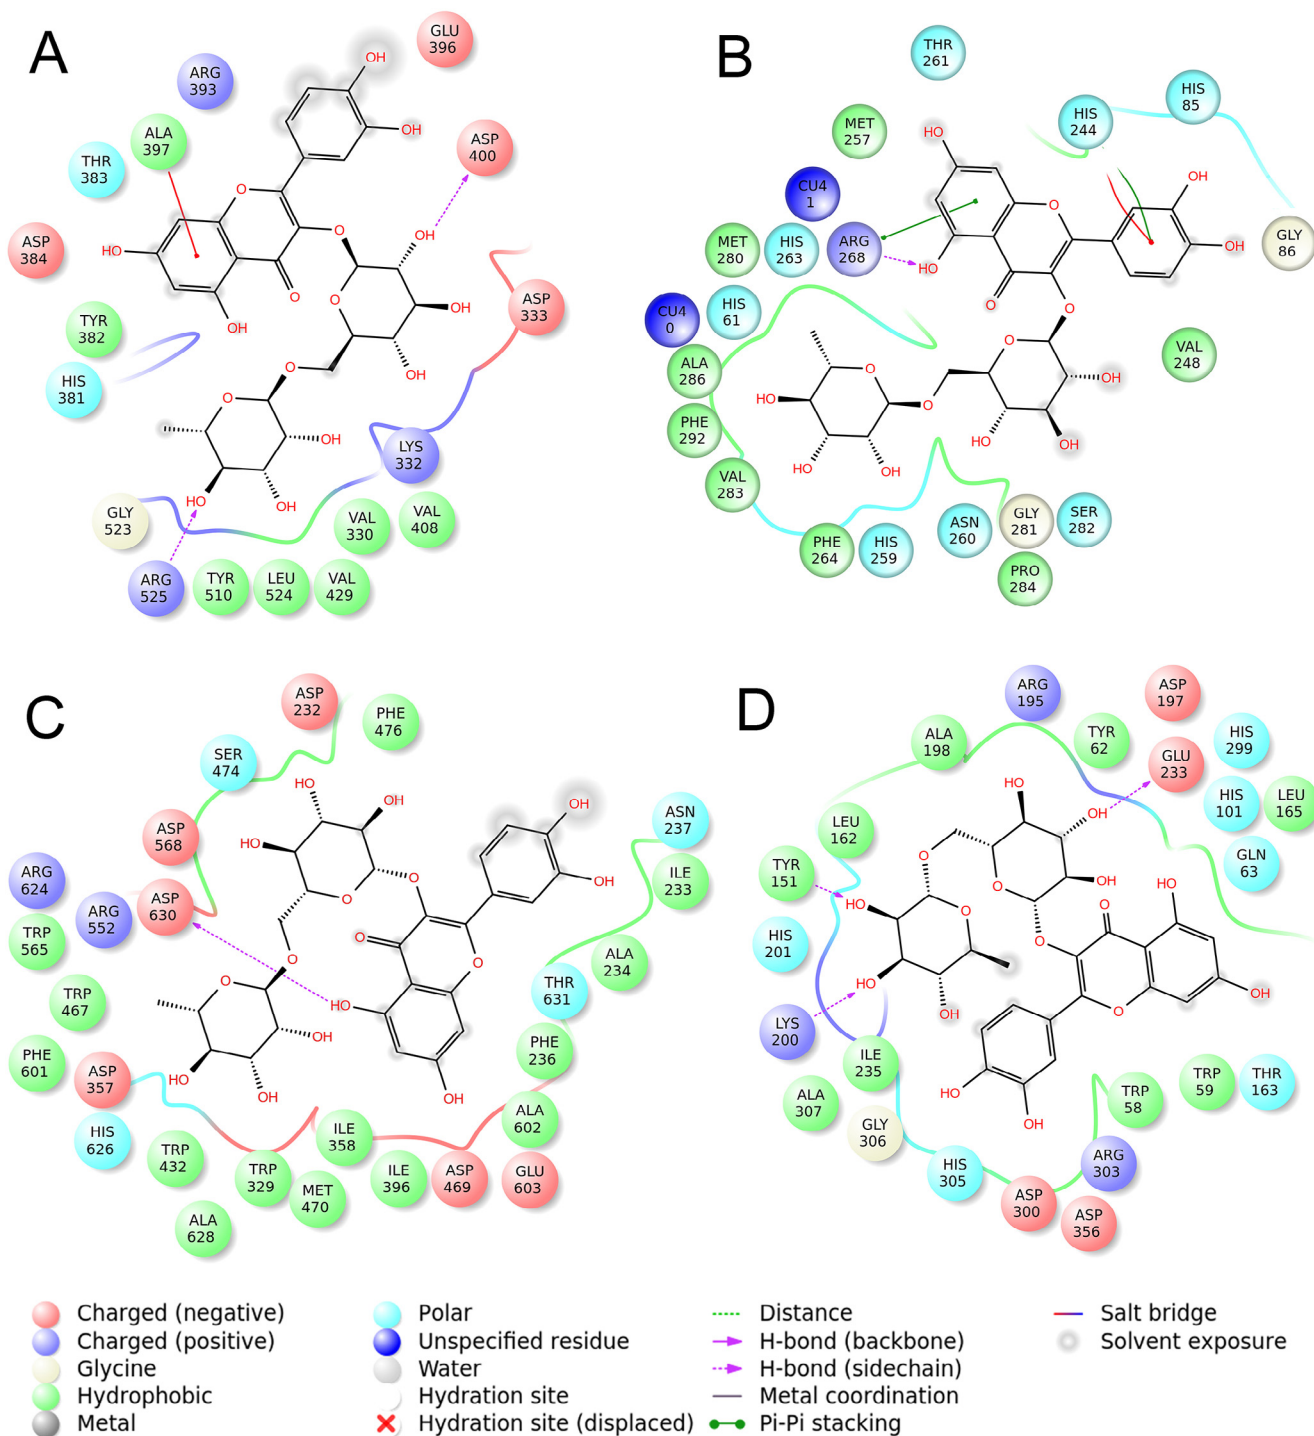 A
GLU
396
OH
ARG
393
ALA
397
OH
ASP
400
THR
383
O
O
OH
ASP
384
HO
O
O
OH
ASP
333
TYR
382
OH
O
OH
HIS
381
O
O
OH
LYS
332
HO
OH
GLY
523
VAL
330
VAL
408
ARG
525
TYR
510
LEU
524
VAL
429
B
THR
261
HIS
85
MET
257
HO
HIS
244
CU4
1
OH
MET
280
HIS
263
ARG
268
O
OH
GLY
86
HO
CU4
0
HIS
61
O
O
VAL
248
ALA
286
O
O
OH
HO
O
PHE
292
HO
OH
HO
OH
VAL
283
PHE
264
HIS
259
ASN
260
GLY
281
SER
282
PRO
284
C
ASP
232
PHE
476
SER
474
HO
OH
OH
ASN
237
ASP
568
HO
O
O
OH
ILE
233
ARG
624
ARG
552
ASP
630
TRP
565
O
O
O
ALA
234
TRP
467
O
HO
THR
631
OH
PHE
601
ASP
357
HO
OH
OH
PHE
236
HIS
626
TRP
432
TRP
329
ILE
358
ALA
602
MET
470
ILE
396
ASP
469
GLU
603
ALA
628
D
ARG
195
ASP
197
ALA
198
TYR
62
HIS
299
GLU
233
HO
OH
HIS
101
LEU
165
LEU
162
O
TYR
151
O
OH
GLN
63
HO
O
O
OH
HIS
201
O
HO
OH
O
OH
LYS
200
ILE
235
HO
OH
ALA
307
GLY
306
TRP
58
TRP
59
THR
163
HIS
305
ARG
303
ASP
300
ASP
356
Charged (negative)
Charged (positive)
Glycine
Hydrophobic
Metal
Polar
Unspecified residue
Water
Hydration site
Hydration site (displaced)
Distance
H-bond (backbone)
H-bond (sidechain)
Metal coordination
Pi-Pi stacking
Salt bridge
Solvent exposure